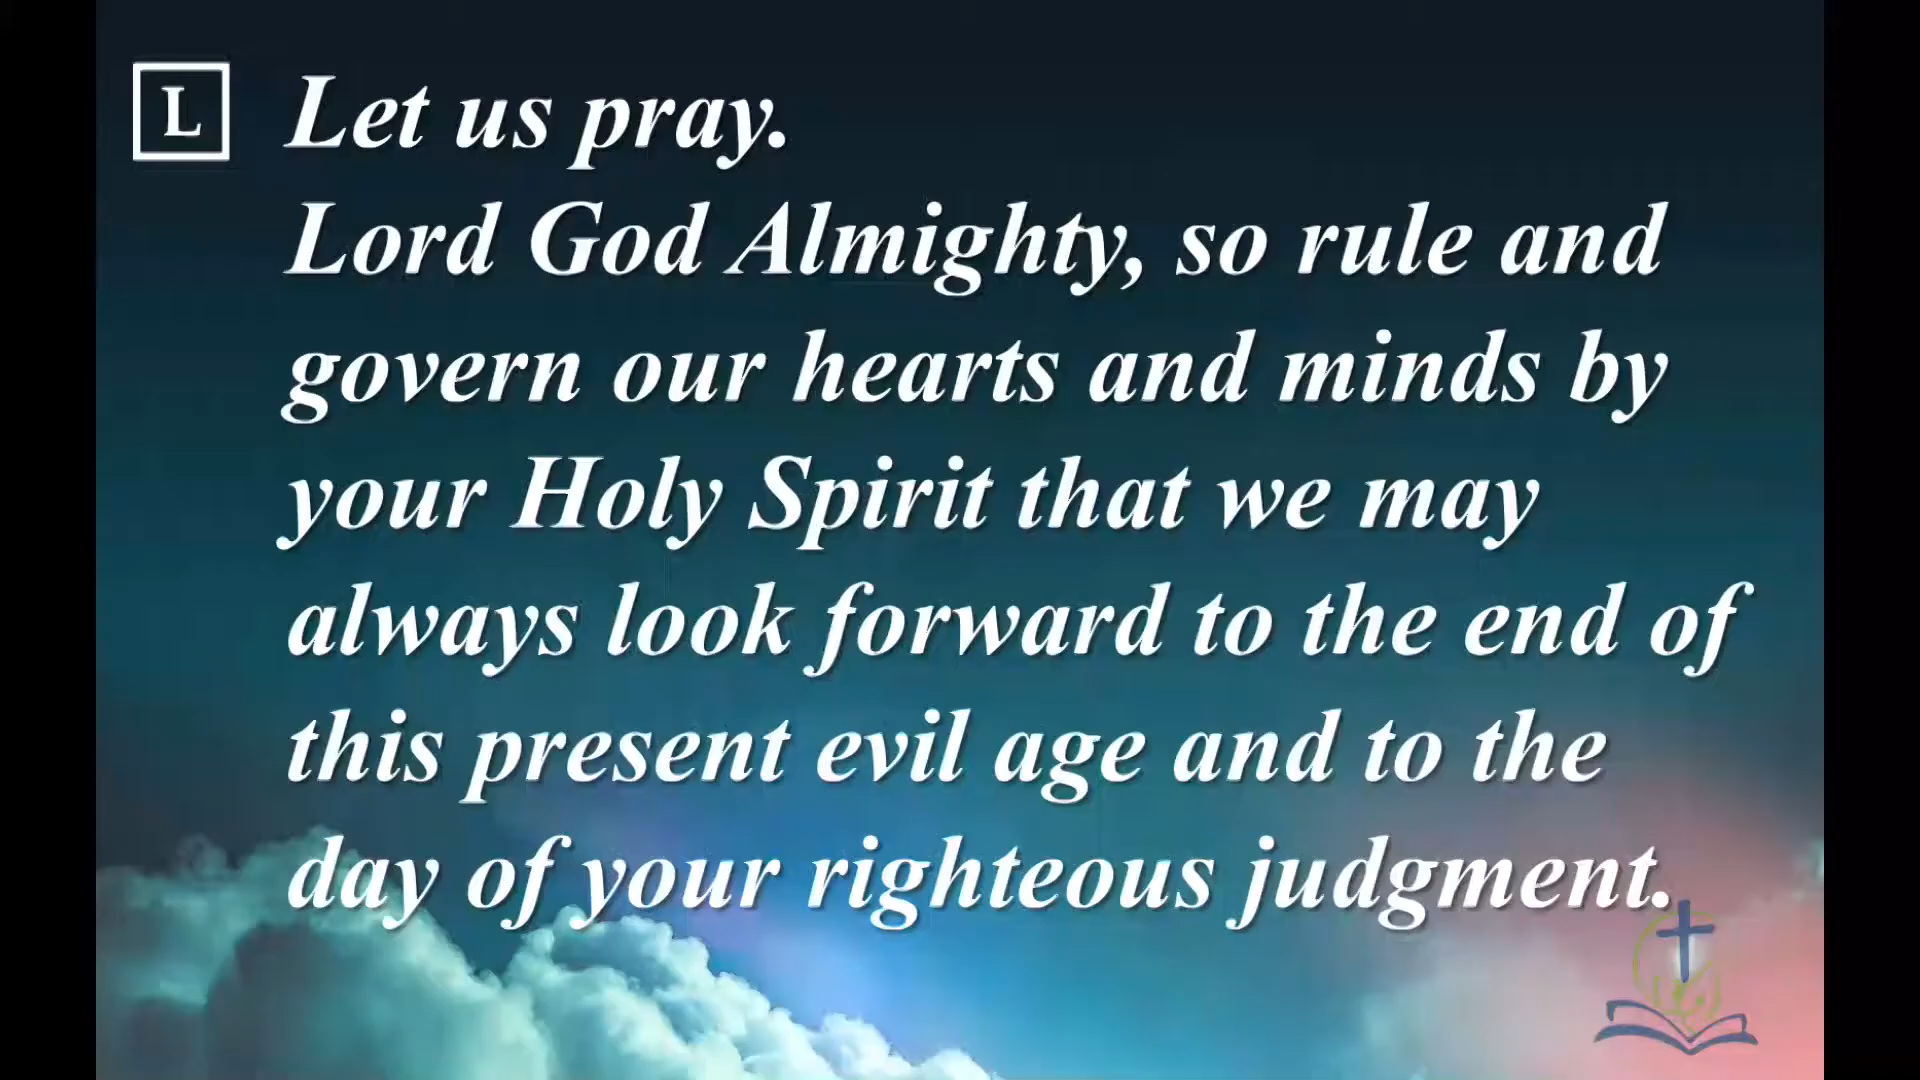 L Let us pray.
Lord God Almighty, so rule and
govern our hearts and minds by
your Holy Spirit that we may
always look forward to the end of
this present evil age and to the
day of your righteous judgment.